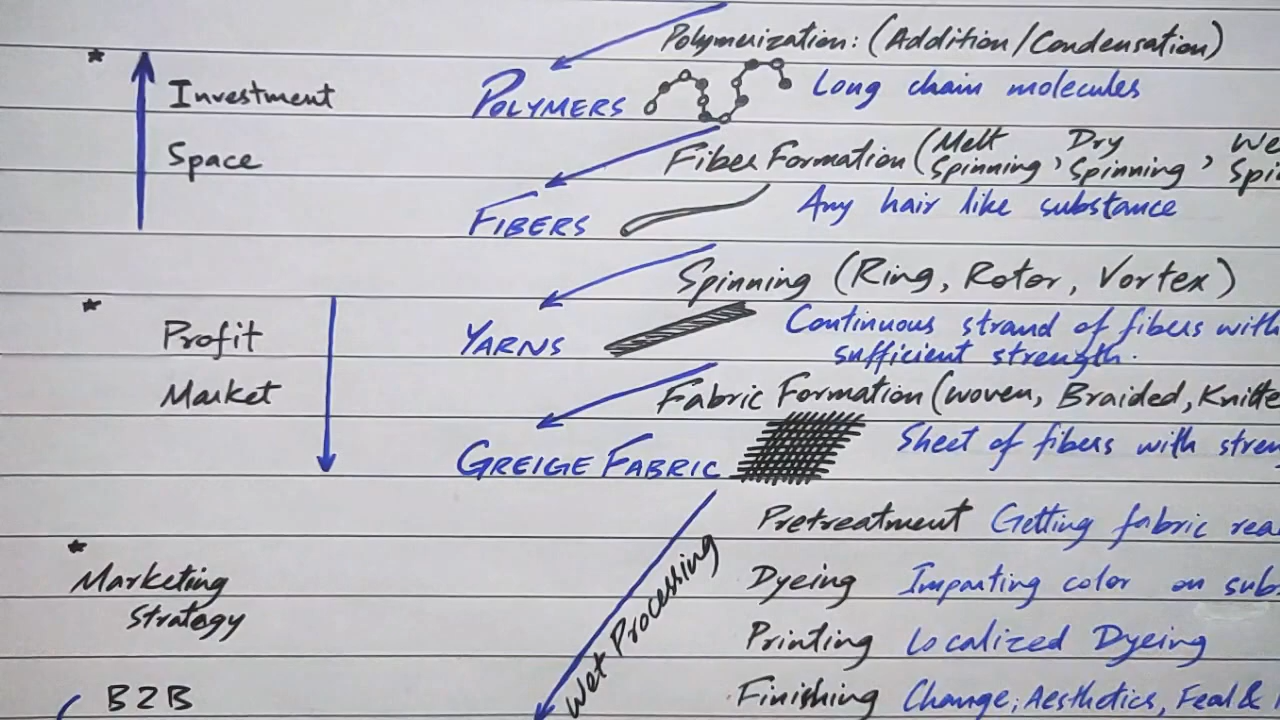 Polymerization: (Addition/Condensation)
* Investment
Space
POLYMERS Long chain molecules
Fiber Formation (Melt Spinning, Dry Spinning,
FIBERS Any hair like substance
Spinning (Ring, Rotor, Vortex)
* Profit
Market
YARNS Continuous strand of fibers with
sufficient strength.
Fabric Formation (woven, Braided,
GREIGE FABRIC Sheet of fibers with
Wet Processing
Pretreatment Getting fabric
Dyeing Imparting color on
Printing Localized Dyeing
Finishing Change; Aesthetics, Feal &
* Marketing
Strategy
B2B